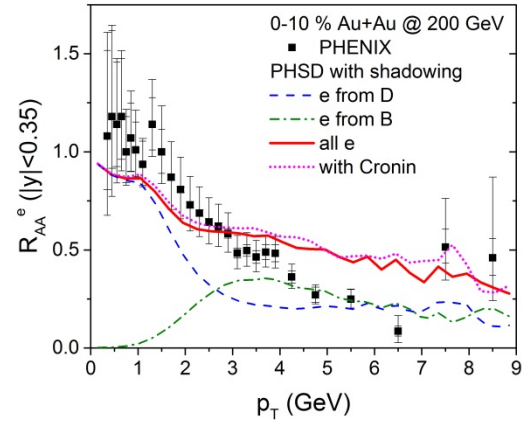 0-10 % Au+Au @ 200 GeV
PHENIX
PHSD with shadowing
e from D
e from B
all e
with Cronin
1.5
1.0
0.5
0.0
R_AA^e (|y|<0.35)
0 1 2 3 4 5 6 7 8 9
p_T (GeV)